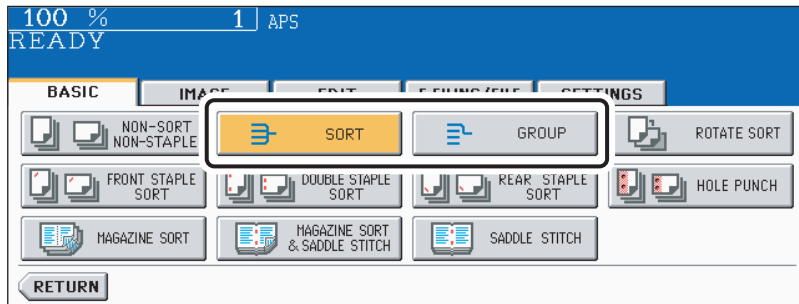 100 % 1 APS
READY
BASIC
SORT GROUP
NON-SORT
NON-STAPLE
ROTATE SORT
FRONT STAPLE
SORT
DOUBLE STAPLE
SORT
REAR STAPLE
SORT
HOLE PUNCH
MAGAZINE SORT
MAGAZINE SORT
& SADDLE STITCH
SADDLE STITCH
RETURN